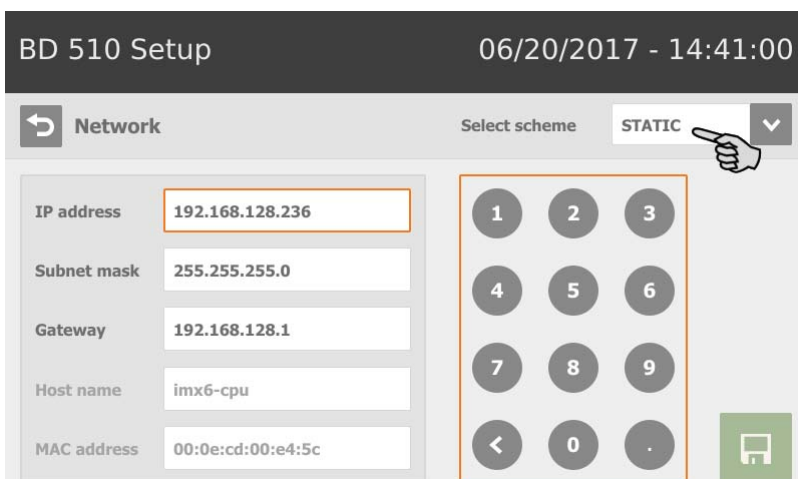 BD 510 Setup 06/20/2017 - 14:41:00
Network Select scheme STATIC
IP address 192.168.128.236
Subnet mask 255.255.255.0
Gateway 192.168.128.1
Host name imx6-cpu
MAC address 00:0e:cd:00:e4:5c
1 2 3
4 5 6
7 8 9
< 0 .